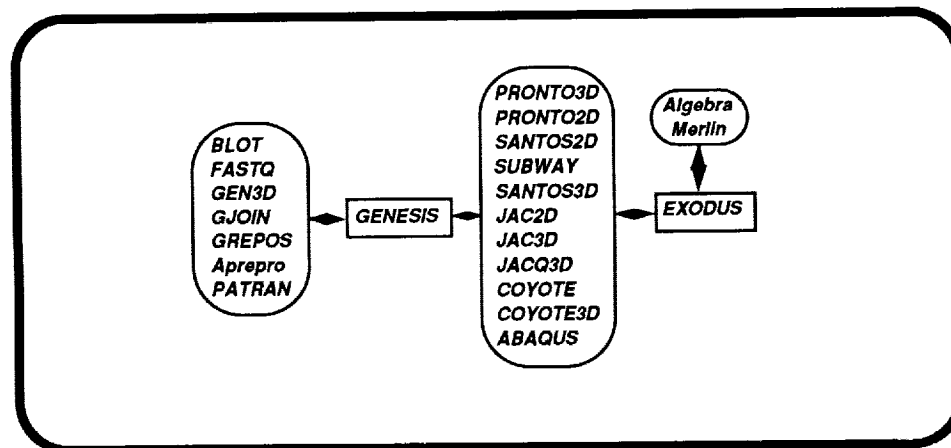 BLOT
FASTQ
GEN3D
GJOIN
GREPOS
Aprepro
PATRAN
GENESIS
PRONTO3D
PRONTO2D
SANTOS2D
SUBWAY
SANTOS3D
JAC2D
JAC3D
JACQ3D
COYOTE
COYOTE3D
ABAQUS
Algebra
Merlin
EXODUS